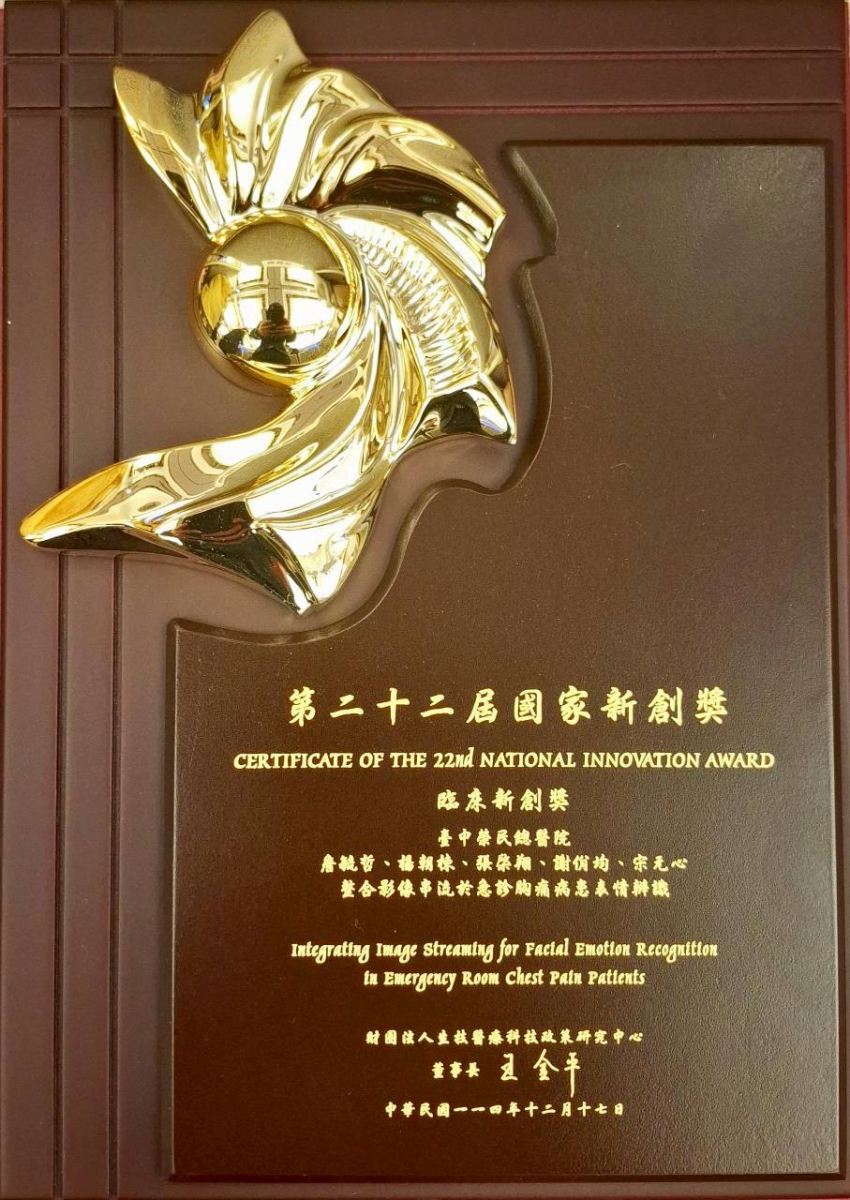 第二十二屆國家新創獎
CERTIFICATE OF THE 22nd NATIONAL INNOVATION AWARD
臨床新創獎
臺中榮民總醫院
詹毓哲、楊朝棟、張棨翔、謝佾均、宗元心
整合影像串流於急診胸痛病患表情辨識
Integrating Image Streaming for Facial Emotion Recognition
in Emergency Room Chest Pain Patients
財團法人生技醫療科技政策研究中心
董事長 王金平
中華民國一一四年十二月十七日